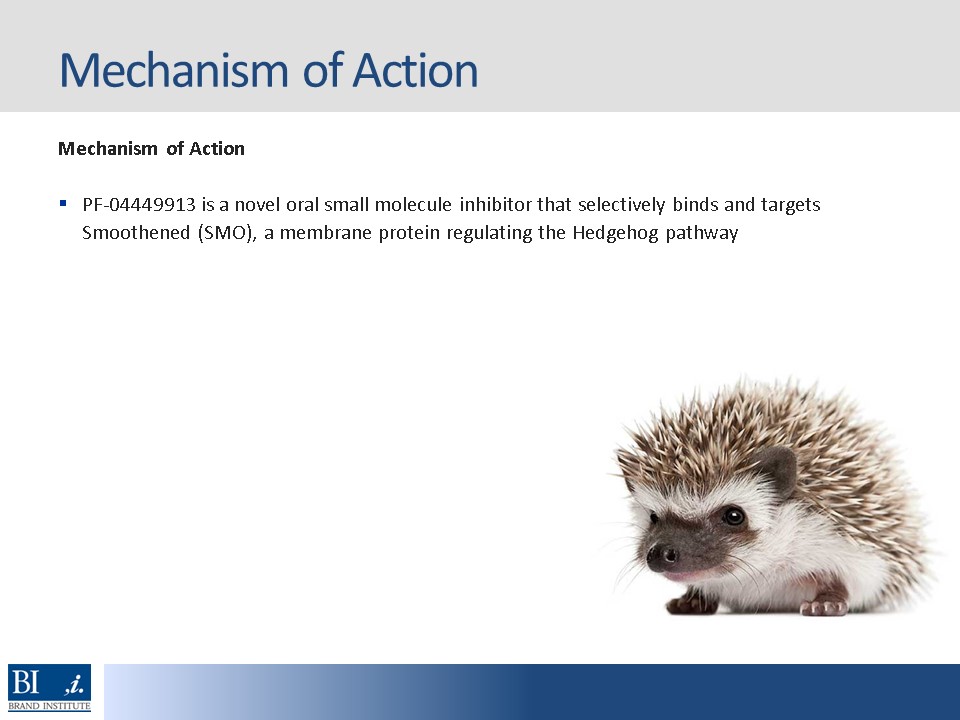 Mechanism of Action
Mechanism of Action
▪ PF-04449913 is a novel oral small molecule inhibitor that selectively binds and targets
Smoothened (SMO), a membrane protein regulating the Hedgehog pathway
BI ,i.
BRAND INSTITUTE